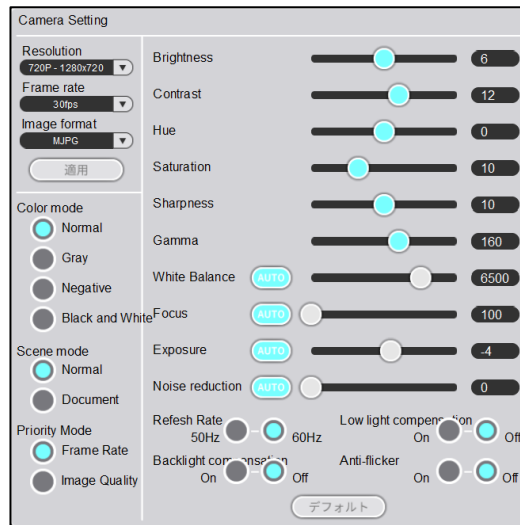 Camera Setting
Resolution
720P - 1280x720
Frame rate
30fps
Image format
MJPG
適用
Color mode
Normal
Gray
Negative
Black and White
Scene mode
Normal
Document
Priority Mode
Frame Rate
Image Quality
Brightness 6
Contrast 12
Hue 0
Saturation 10
Sharpness 10
Gamma 160
White Balance AUTO 6500
Focus AUTO 100
Exposure AUTO -4
Noise reduction AUTO 0
Refesh Rate
50Hz 60Hz
Low light compensation
On Off
Backlight compensation
On Off
Anti-flicker
On Off
デフォルト